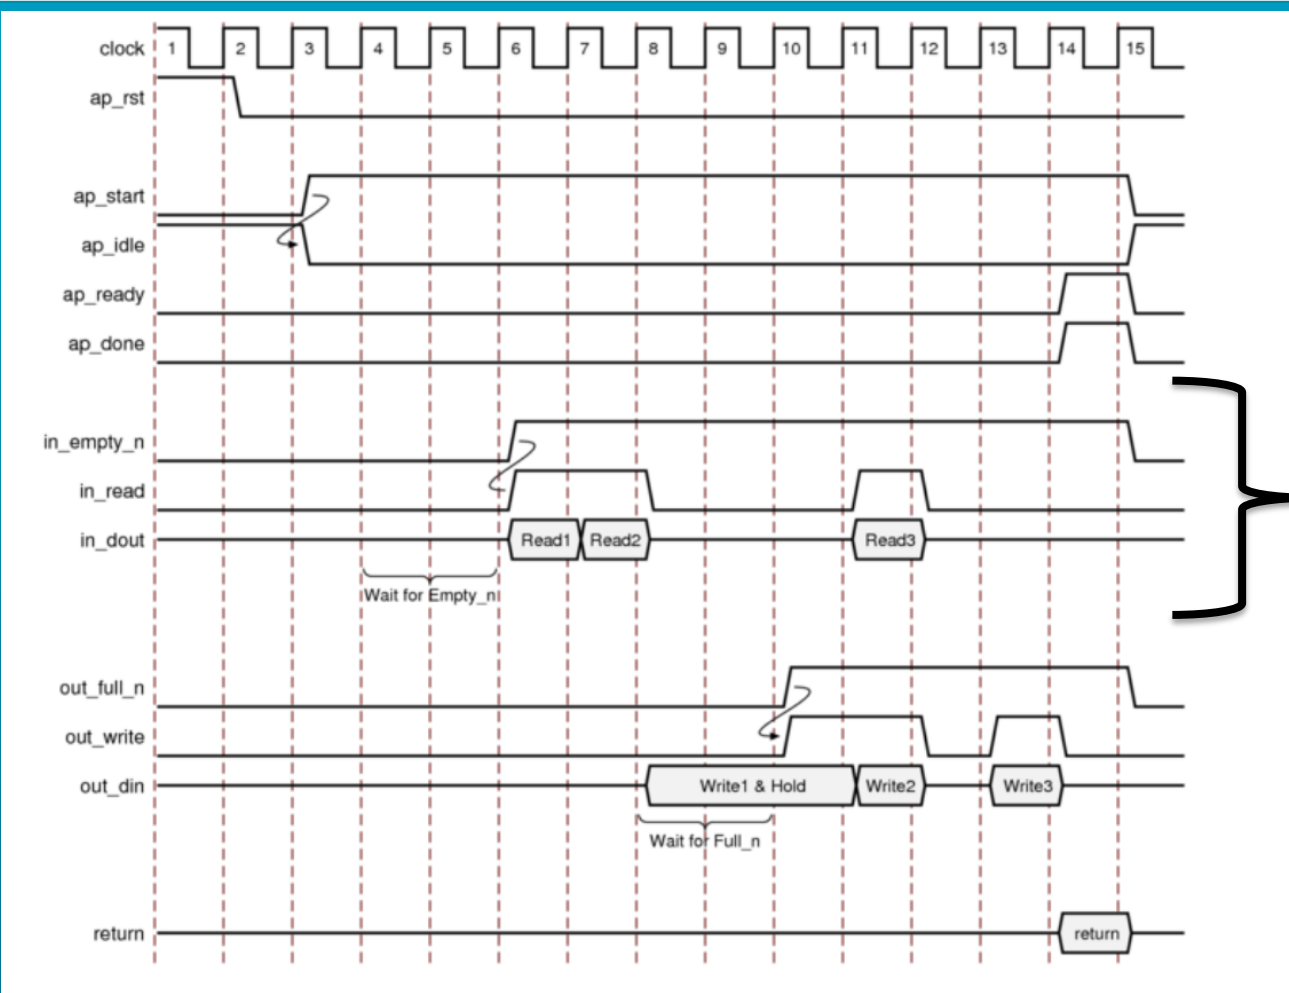 clock 1 2 3 4 5 6 7 8 9 10 11 12 13 14 15
ap_rst
ap_start
ap_idle
ap_ready
ap_done
in_empty_n
in_read
in_dout Read1 Read2 Read3
Wait for Empty_n
out_full_n
out_write
out_din Write1 & Hold Write2 Write3
Wait for Full_n
return return